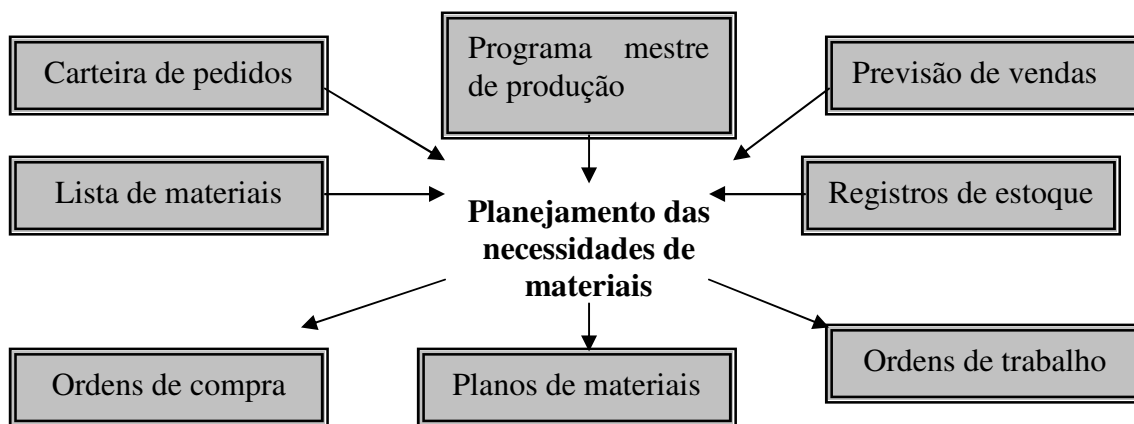 Carteira de pedidos
Programa mestre
de produção
Previsão de vendas
Lista de materiais
Registros de estoque
Planejamento das
necessidades de
materiais
Ordens de compra
Planos de materiais
Ordens de trabalho